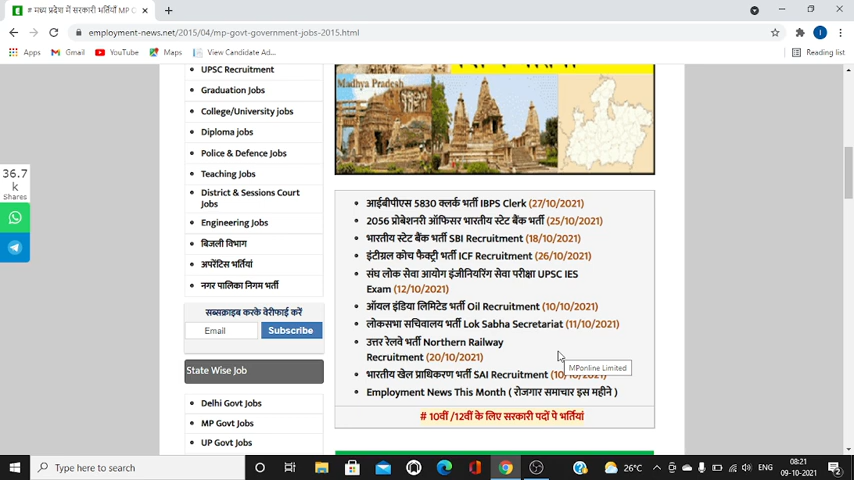 # मध्य प्रदेश में सरकारी भर्तियाँ MP G
employment-news.net/2015/04/mp-govt-government-jobs-2015.html
Apps Gmail YouTube Maps View Candidate Ad... Reading list
36.7
k
Shares
UPSC Recruitment
Graduation Jobs
College/University jobs
Diploma jobs
Police & Defence Jobs
Teaching Jobs
District & Sessions Court
Jobs
Engineering Jobs
बिजली विभाग
अपरेंटिस भर्तियां
नगर पालिका निगम भर्ती
सब्सक्राइब करके वेरीफाई करें
Email Subscribe
State Wise Job
Delhi Govt Jobs
MP Govt Jobs
UP Govt Jobs
Madhya Pradesh
आईबीपीएस 5830 क्लर्क भर्ती IBPS Clerk (27/10/2021)
2056 प्रोबेशनरी ऑफिसर भारतीय स्टेट बैंक भर्ती (25/10/2021)
भारतीय स्टेट बैंक भर्ती SBI Recruitment (18/10/2021)
इंटीग्रल कोच फैक्ट्री भर्ती ICF Recruitment (26/10/2021)
संघ लोक सेवा आयोग इंजीनियरिंग सेवा परीक्षा UPSC IES
Exam (12/10/2021)
ऑयल इंडिया लिमिटेड भर्ती Oil Recruitment (10/10/2021)
लोकसभा सचिवालय भर्ती Lok Sabha Secretariat (11/10/2021)
उत्तर रेलवे भर्ती Northern Railway
Recruitment (20/10/2021)
MPonline Limited
भारतीय खेल प्राधिकरण भर्ती SAI Recruitment (10/10/2021)
Employment News This Month ( रोजगार समाचार इस महीने )
# 10वीं /12वीं के लिए सरकारी पदों पे भर्तियां
Type here to search
26°C ENG 08:21
09-10-2021 2